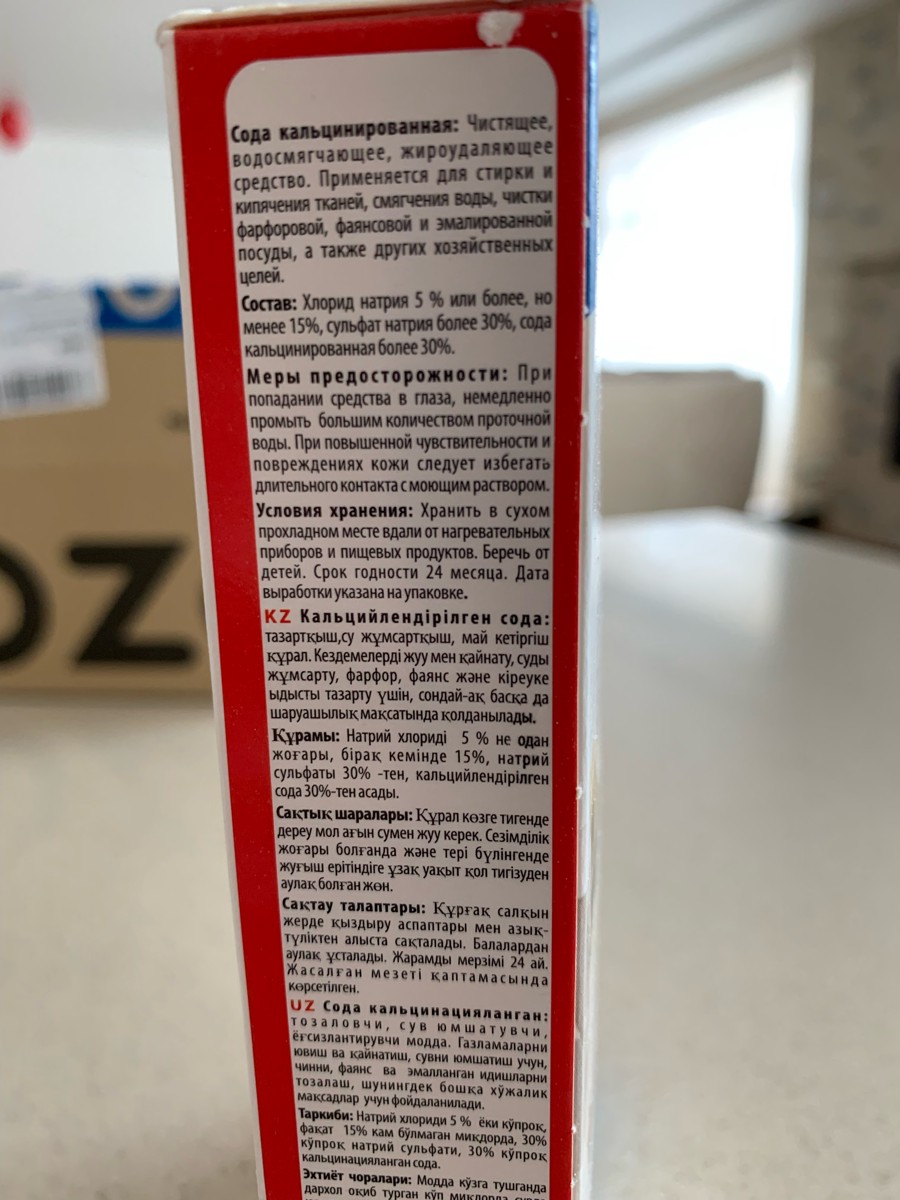 Сода кальцинированная: Чистящее,
водосмягчающее, жироудаляющее
средство. Применяется для стирки и
кипячения тканей, смягчения воды, чистки
фарфоровой, фаянсовой и эмалированной
посуды, а также других хозяйственных
целей.
Состав: Хлорид натрия 5 % или более, но
менее 15%, сульфат натрия более 30%, сода
кальцинированная более 30%.
Меры предосторожности: При
попадании средства в глаза, немедленно
промыть большим количеством проточной
воды. При повышенной чувствительности и
повреждениях кожи следует избегать
длительного контакта с моющим раствором.
Условия хранения: Хранить в сухом
прохладном месте вдали от нагревательных
приборов и пищевых продуктов. Беречь от
детей. Срок годности 24 месяца. Дата
выработки указана на упаковке.
KZ Кальцийлендірілген сода:
тазартқыш,су жұмсартқыш, май кетіргіш
құрал. Кездемелерді жуу мен қайнату, суды
жұмсарту, фарфор, фаянс және кіреуке
ыдысты тазарту үшін, сондай-ақ басқа да
шаруашылық мақсатында қолданылады.
Құрамы: Натрий хлориді 5 % не одан
жоғары, бірақ кемінде 15%, натрий
сульфаты 30% -тен, кальцийлендірілген
сода 30%-тен асады.
Сақтық шаралары: Құрал көзге тигенде
дереу мол ағын сумен жуу керек. Сезімділік
жоғары болғанда және тері бүлінгенде
жуғыш ерітіндіге ұзақ уақыт қол тигізуден
аулақ болған жөн.
Сақтау талаптары: Құрғақ салқын
жерде қыздыру аспаптары мен азық-
түліктен алыста сақталады. Балалардан
аулақ ұсталады. Жарамды мерзімі 24 ай.
Жасалған мезеті қаптамасында
көрсетілген.
UZ Сода кальцинацияланган:
тозаловчи, сув юмшатувчи,
ёғсизлантирувчи модда. Газламаларни
ювиш ва қайнатиш, сувни юмшатиш учун,
чинни, фаянс ва эмалланган идишларни
тозалаш, шунингдек бошқа хўжалик
мақсадлар учун фойдаланилади.
Таркиби: Натрий хлориди 5 % ёки кўпроқ,
фақат 15% кам бўлмаган миқдорда, 30%
кўпроқ натрий сульфати, 30% кўпроқ
кальцинацияланган сода.
Эхтиёт чоралари: Модда кўзга тушганда
дархол оқиб турган кўп миқдорда сувда
OZ